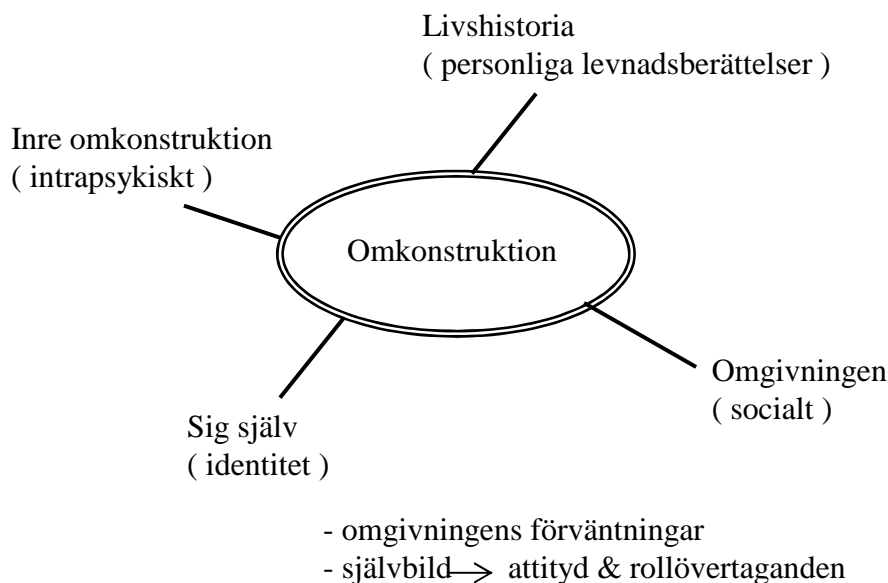 Livshistoria
( personliga levnadsberättelser )
Inre omkonstruktion
( intrapsykiskt )
Omkonstruktion
Omgivningen
( socialt )
Sig själv
( identitet )
- omgivningens förväntningar
- självbild → attityd & rollövertaganden